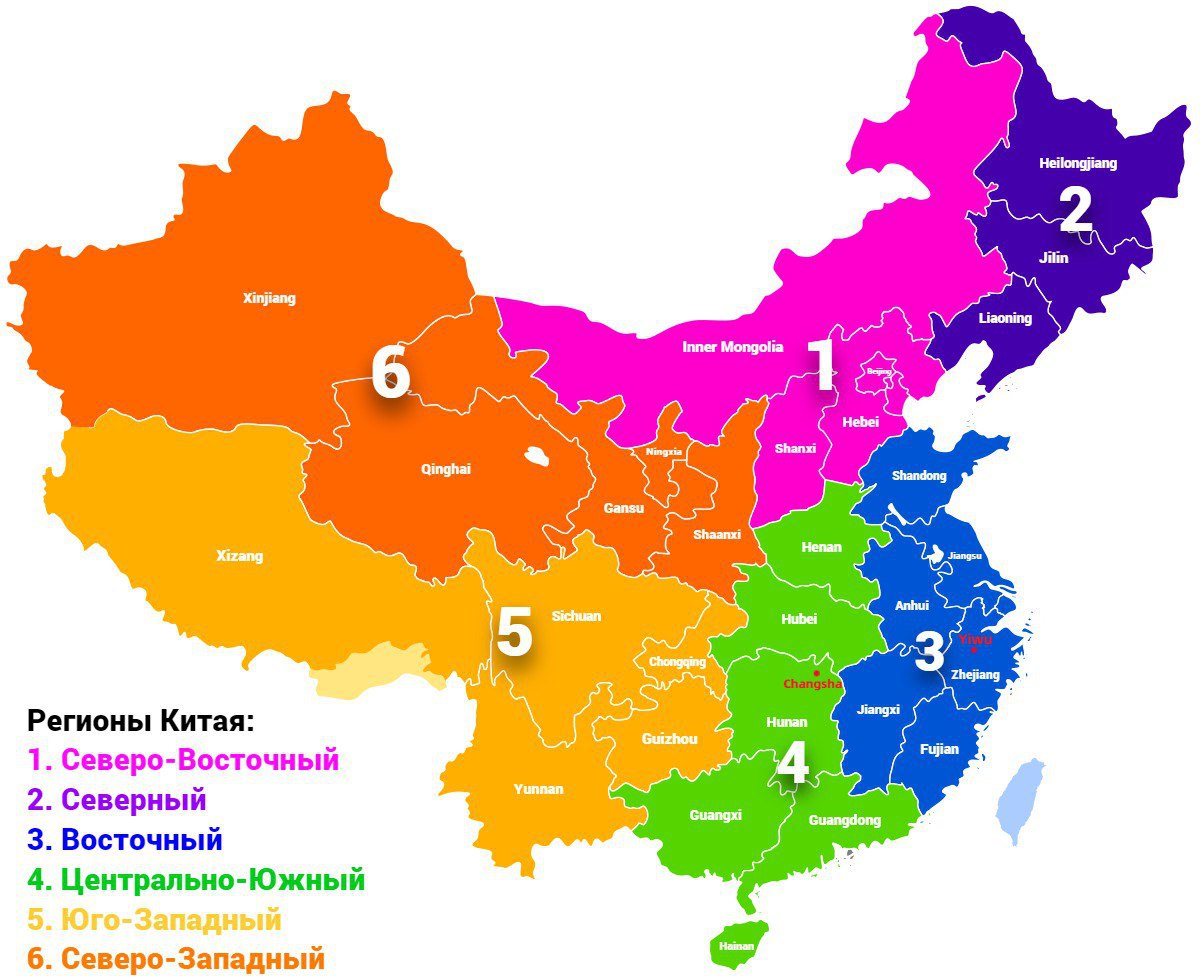 Heilongjiang
2
Jilin
Liaoning
Xinjiang
Inner Mongolia
1
Beijing
6
Hebei
Shanxi
Ningxia
Qinghai
Shandong
Gansu
Shaanxi
Henan
Xizang
Jiangsu
Anhui
Sichuan
Hubei
5
3
Yiwu
Chongqing
Zhejiang
Changsha
Jiangxi
Hunan
Guizhou
Fujian
4
Yunnan
Guangxi
Guangdong
Hainan
Регионы Китая:
1. Северо-Восточный
2. Северный
3. Восточный
4. Центрально-Южный
5. Юго-Западный
6. Северо-Западный